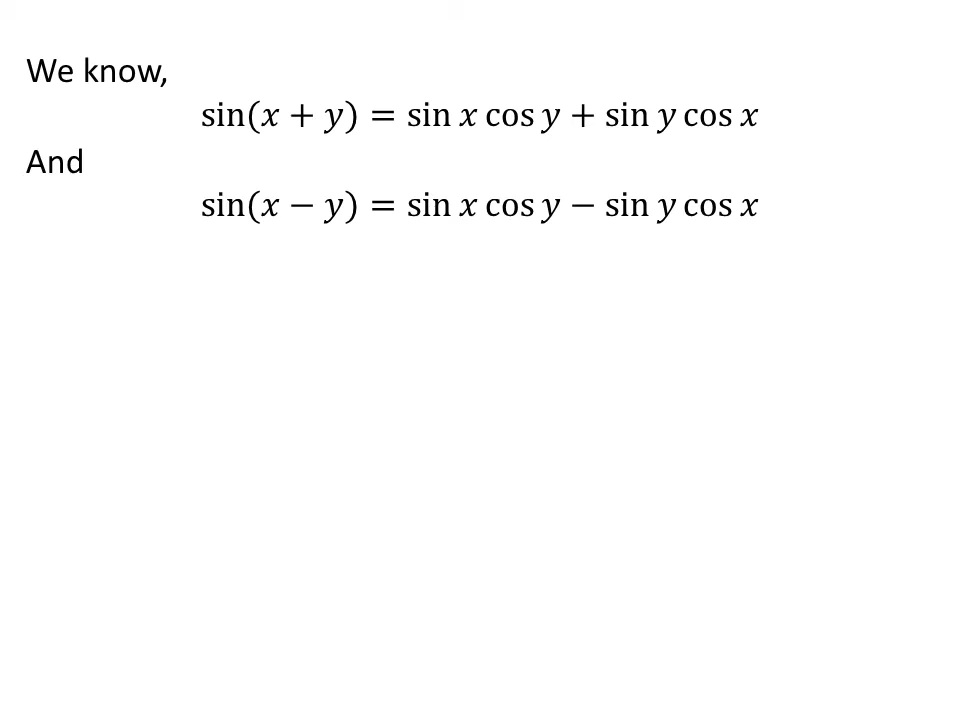 We know,
sin(x + y) = sin x cos y + sin y cos x
And
sin(x − y) = sin x cos y − sin y cos x